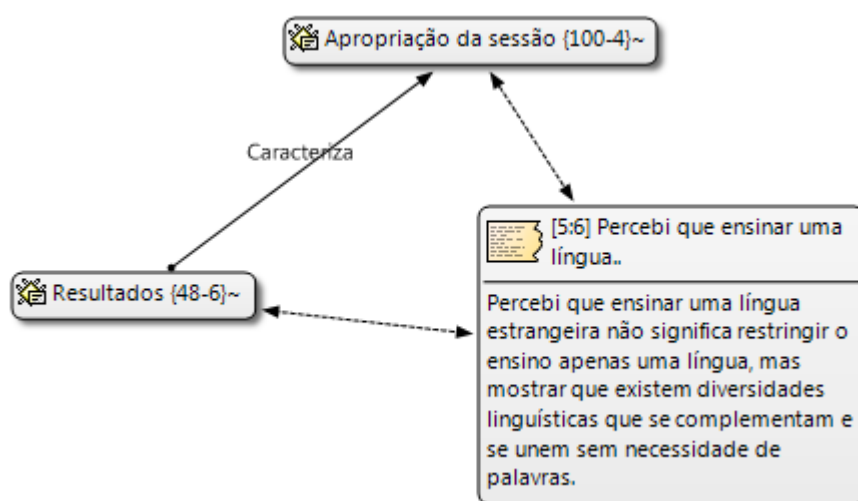 Apropriação da sessão {100-4}~
Caracteriza
[5:6] Percebi que ensinar uma
língua..
Resultados {48-6}~
Percebi que ensinar uma língua
estrangeira não significa restringir o
ensino apenas uma língua, mas
mostrar que existem diversidades
linguísticas que se complementam e
se unem sem necessidade de
palavras.